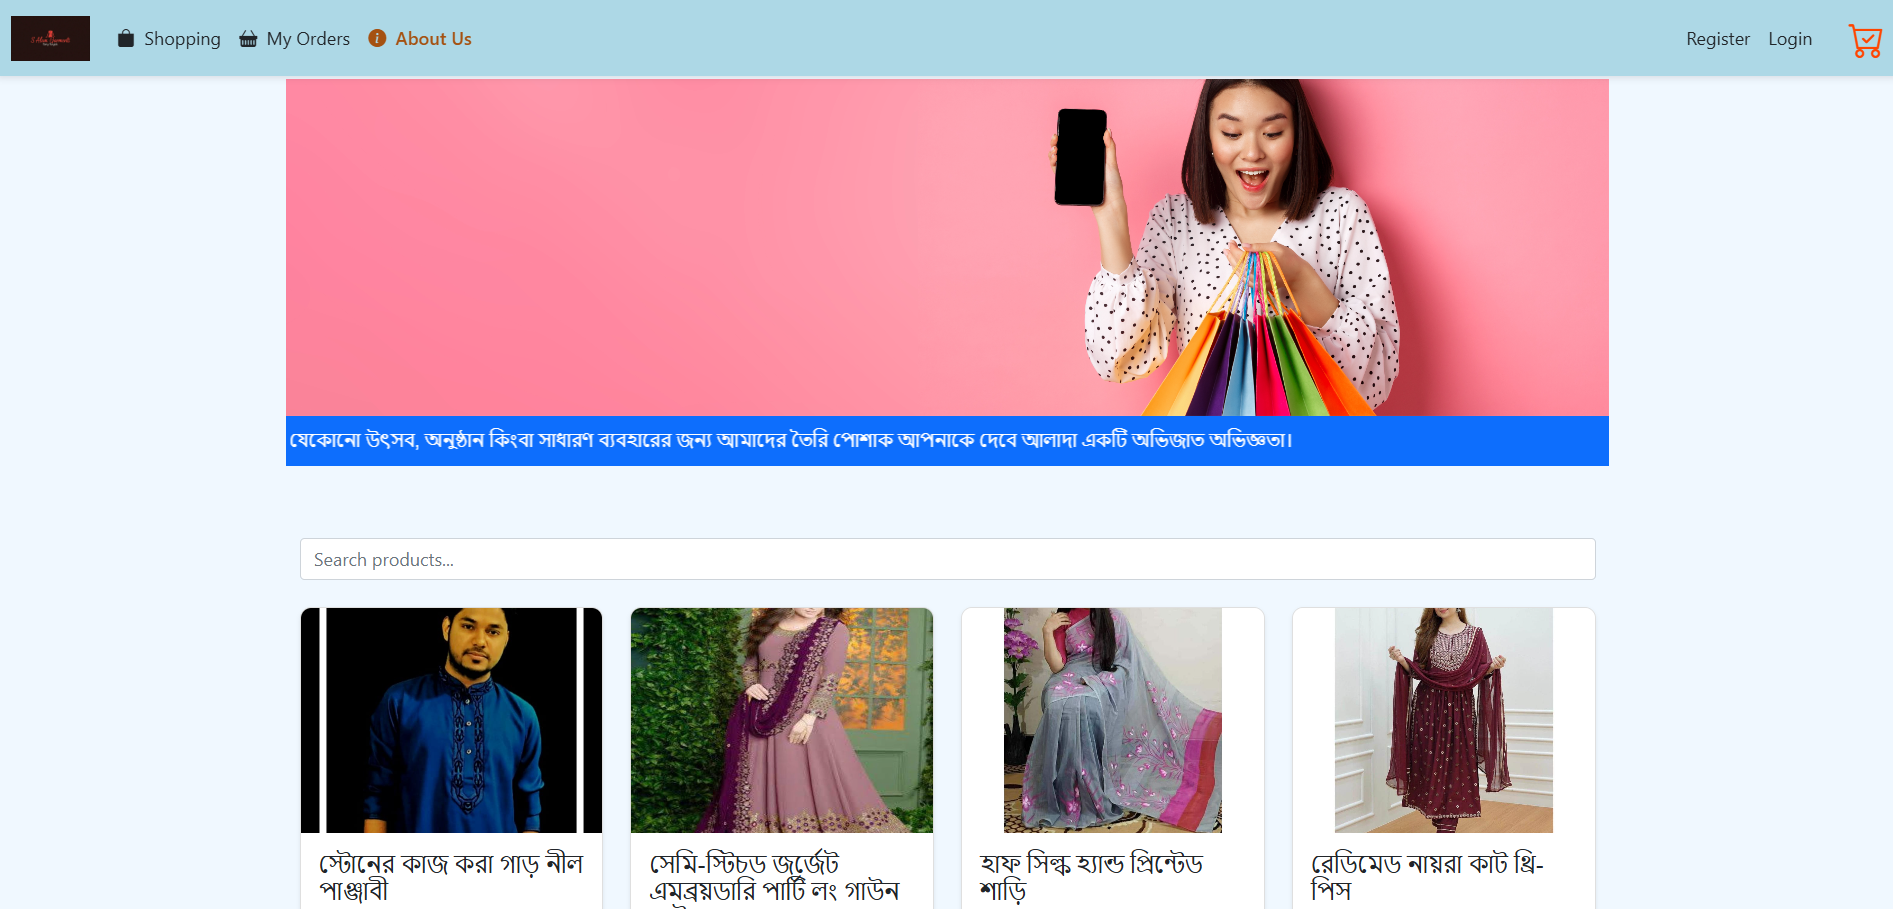 Shopping
My Orders
About Us
Register
Login
যেকোনো উৎসব, অনুষ্ঠান কিংবা সাধারণ ব্যবহারের জন্য আমাদের তৈরি পোশাক আপনাকে দেবে আলাদা একটি অভিজাত অভিজ্ঞতা।
Search products...
স্টোনের কাজ করা গাড় নীল
পাঞ্জাবী
সেমি-স্টিচড জর্জেট
এমব্রয়ডারি পার্টি লং গাউন
হাফ সিল্ক হ্যান্ড প্রিন্টেড
শাড়ি
রেডিমেড নায়রা কাট থ্রি-
পিস